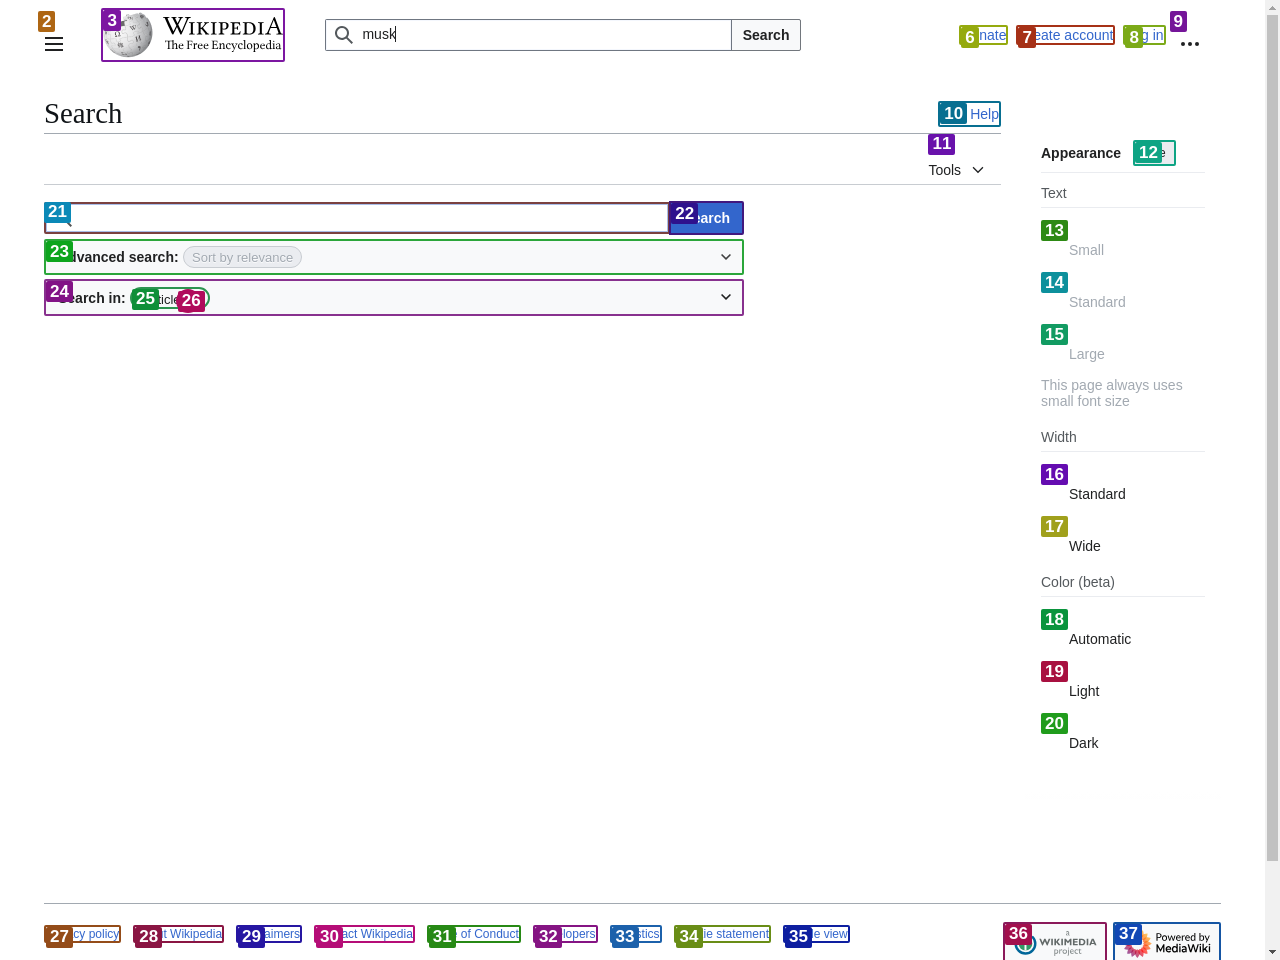 2
3
WIKIPEDIA
The Free Encyclopedia
musk
Search
6
nate
7
eate account
8
g in
9
Search
10
Help
11
Tools
Appearance
12
Text
13
Small
14
Standard
15
Large
This page always uses
small font size
Width
16
Standard
17
Wide
Color (beta)
18
Automatic
19
Light
20
Dark
21
22
arch
23
dvanced search:
Sort by relevance
24
arch in:
25
ticle
26
27
cy policy
28
t Wikipedia
29
aimers
30
act Wikipedia
31
of Conduct
32
lopers
33
stics
34
ie statement
35
e view
36
a
WIKIMEDIA
project
37
Powered by
MediaWiki